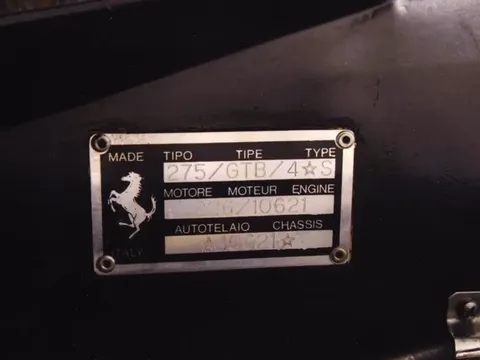 MADE TIPO TIPE TYPE
275/GTB/4☆S
MOTORE MOTEUR ENGINE
/10621
AUTOTELAIO CHASSIS
ITALY